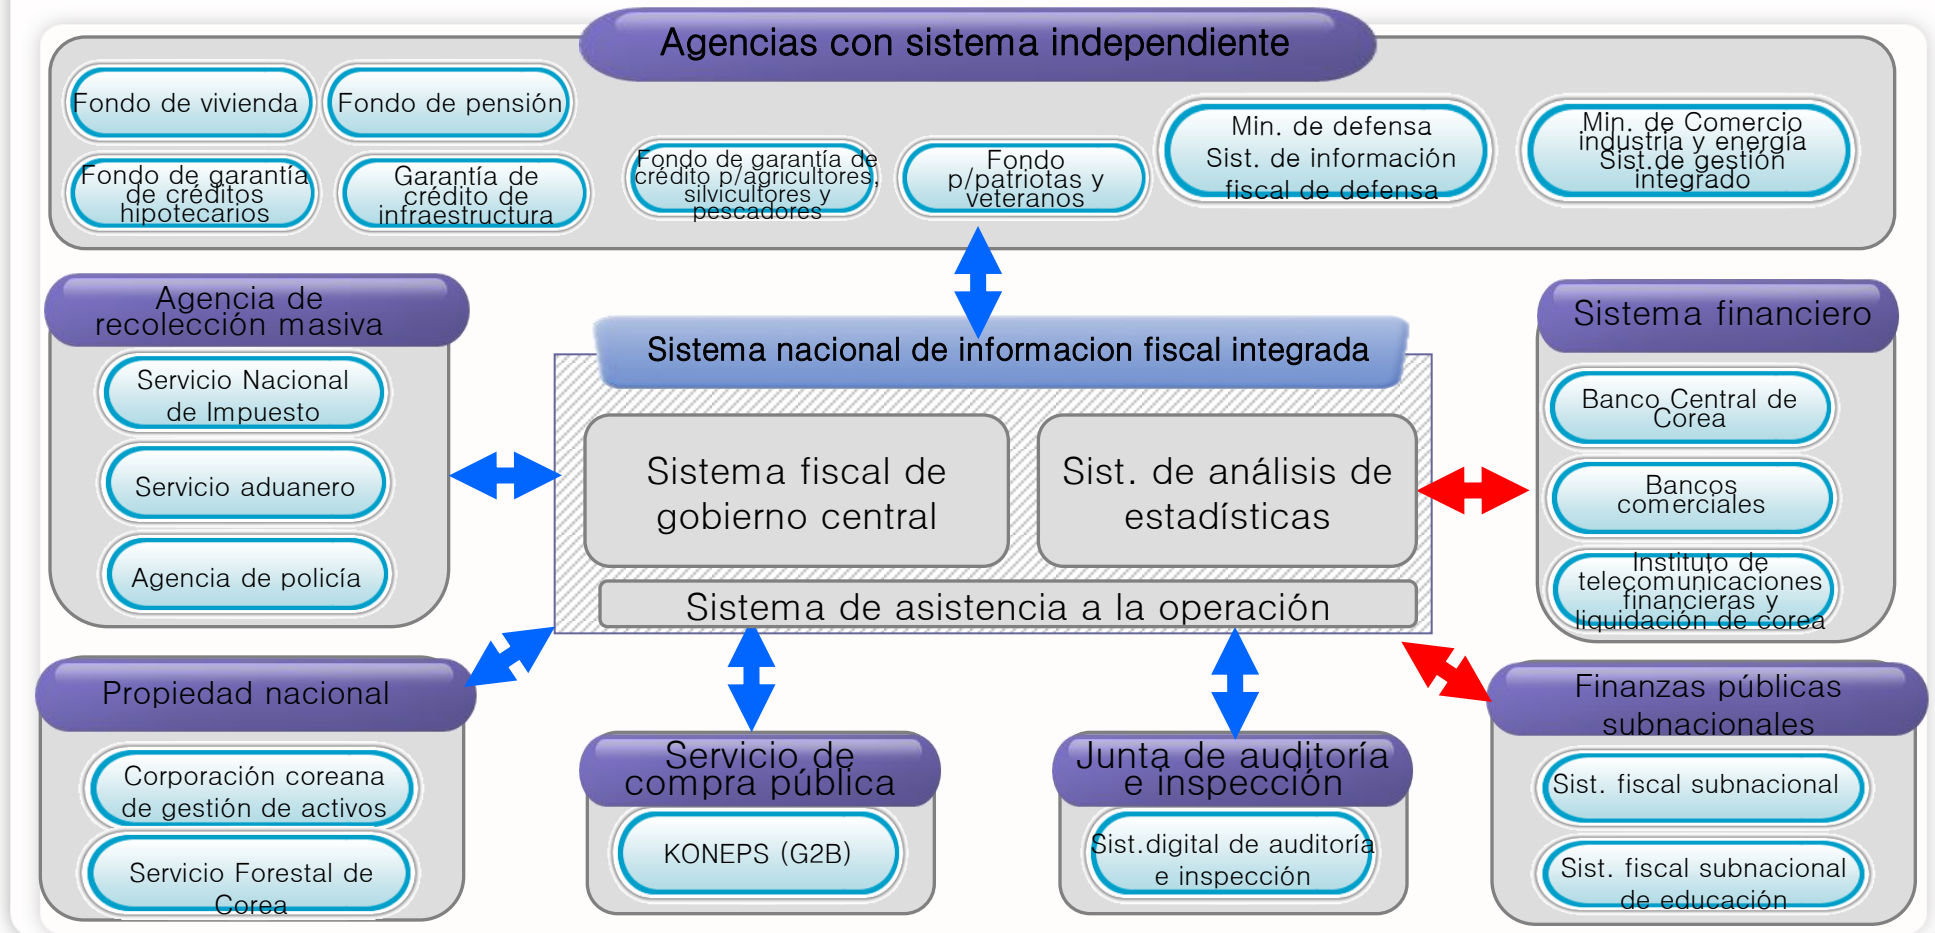 Agencias con sistema independiente
Fondo de vivienda
Fondo de pensión
Fondo de garantía
de créditos
hipotecarios
Garantía de
crédito de
infraestructura
Fondo de garantía de
crédito p/agricultores,
silvicultores y
pescadores
Fondo
p/patriotas y
veteranos
Min. de defensa
Sist. de información
fiscal de defensa
Min. de Comercio
industria y energía
Sist.de gestión
integrado
Agencia de
recolección masiva
Servicio Nacional
de Impuesto
Servicio aduanero
Agencia de policía
Sistema nacional de informacion fiscal integrada
Sistema fiscal de
gobierno central
Sist. de análisis de
estadísticas
Sistema de asistencia a la operación
Sistema financiero
Banco Central de
Corea
Bancos
comerciales
Instituto de
telecomunicaciones
financieras y
liquidación de corea
Propiedad nacional
Corporación coreana
de gestión de activos
Servicio Forestal de
Corea
Servicio de
compra pública
KONEPS (G2B)
Junta de auditoría
e inspección
Sist.digital de auditoría
e inspección
Finanzas públicas
subnacionales
Sist. fiscal subnacional
Sist. fiscal subnacional
de educación